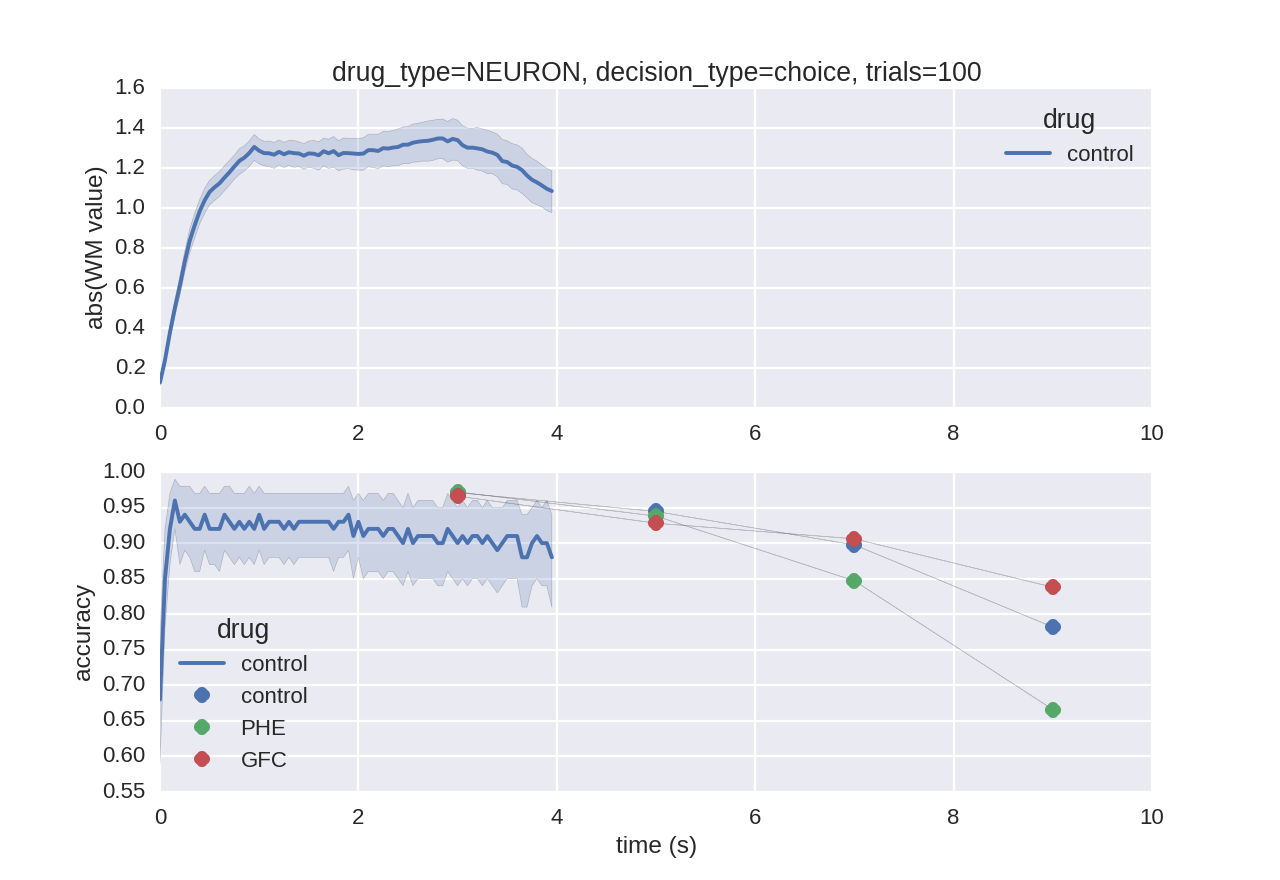 drug_type=NEURON, decision_type=choice, trials=100
1.6
1.4
1.2
1.0
0.8
0.6
0.4
0.2
0.0
abs(WM value)
drug
control
0 2 4 6 8 10
1.00
0.95
0.90
0.85
0.80
0.75
0.70
0.65
0.60
0.55
accuracy
drug
control
control
PHE
GFC
0 2 4 6 8 10
time (s)